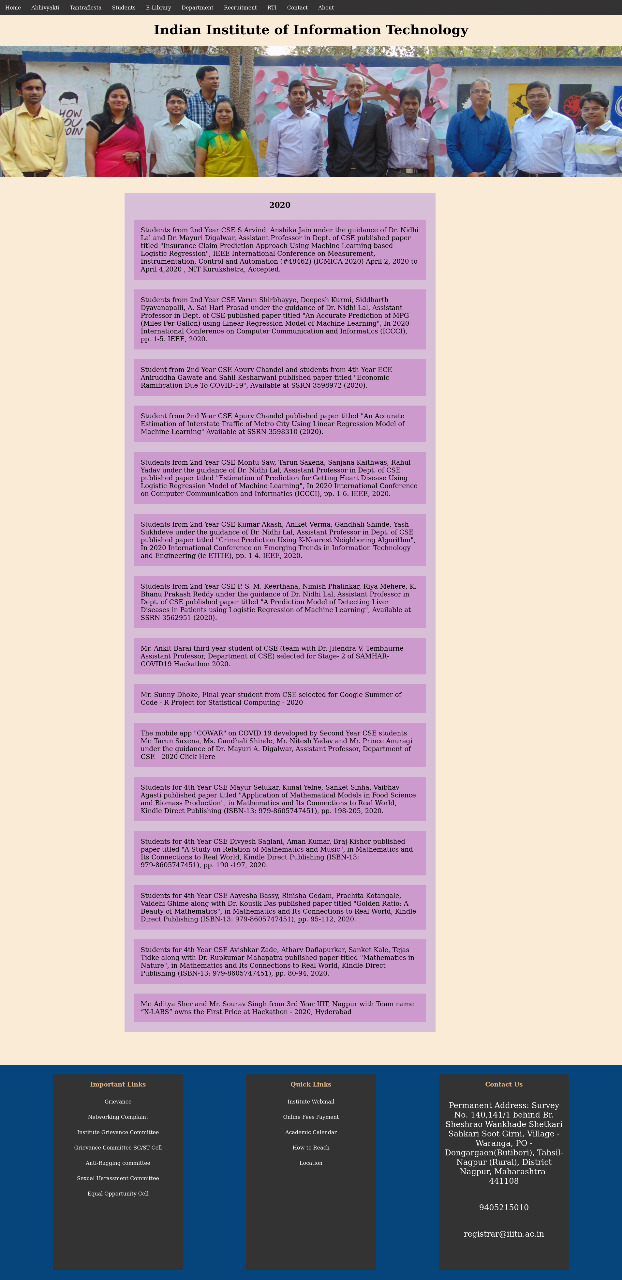 Home Abhivyakti Tantrafiesta Students E-Library Department Recruitment RTI Contact About
Indian Institute of Information Technology
HOW
YOU
JOIN
2020
Students from 2nd Year CSE S Arvind, Anshika Jain under the guidance of Dr. Nidhi
Lal and Dr. Mayuri Digalwar, Assistant Professor in Dept. of CSE published paper
titled "Insurance Claim Prediction Approach Using Machine Learning based
Logistic Regression", IEEE International Conference on Measurement,
Instrumentation, Control and Automation (#48462) (ICMICA 2020) April 2, 2020 to
April 4,2020 , NIT Kurukshetra, Accepted.
Students from 2nd Year CSE Varun Shirbhayye, Deepesh Kurmi, Siddharth
Dyavanapalli, A. Sai Hari Prasad under the guidance of Dr. Nidhi Lal, Assistant
Professor in Dept. of CSE published paper titled "An Accurate Prediction of MPG
(Miles Per Gallon) using Linear Regression Model of Machine Learning", In 2020
International Conference on Computer Communication and Informatics (ICCCI),
pp. 1-5. IEEE, 2020.
Student from 2nd Year CSE Apurv Chandel and students from 4th Year ECE
Aniruddha Gawate and Sahil Kesharwani published paper titled "Economic
Ramification Due To COVID-19", Available at SSRN 3598972 (2020).
Student from 2nd Year CSE Apurv Chandel published paper titled "An Accurate
Estimation of Interstate Traffic of Metro City Using Linear Regression Model of
Machine Learning" Available at SSRN 3598310 (2020).
Students from 2nd Year CSE Montu Saw, Tarun Saxena, Sanjana Kaithwas, Rahul
Yadav under the guidance of Dr. Nidhi Lal, Assistant Professor in Dept. of CSE
published paper titled "Estimation of Prediction for Getting Heart Disease Using
Logistic Regression Model of Machine Learning", In 2020 International Conference
on Computer Communication and Informatics (ICCCI), pp. 1-6. IEEE, 2020.
Students from 2nd Year CSE Kumar Akash, Aniket Verma, Gandhali Shinde, Yash
Sukhdeve under the guidance of Dr. Nidhi Lal, Assistant Professor in Dept. of CSE
published paper titled "Crime Prediction Using K-Nearest Neighboring Algorithm",
In 2020 International Conference on Emerging Trends in Information Technology
and Engineering (ic-ETITE), pp. 1-4. IEEE, 2020.
Students from 2nd Year CSE P. S. M. Keerthana, Nimish Phalinkar, Riya Mehere, K.
Bhanu Prakash Reddy under the guidance of Dr. Nidhi Lal, Assistant Professor in
Dept. of CSE published paper titled "A Prediction Model of Detecting Liver
Diseases in Patients using Logistic Regression of Machine Learning", Available at
SSRN 3562951 (2020).
Mr. Ankit Barai third year student of CSE (team with Dr. Jitendra V. Tembhurne
Assistant Professor, Department of CSE) selected for Stage- 2 of SAMHAR-
COVID19 Hackathon 2020.
Mr. Sunny Dhoke, Final year student from CSE selected for Google Summer of
Code - R Project for Statistical Computing - 2020
The mobile app "COWAR" on COVID 19 developed by Second Year CSE students
Mr. Tarun Saxena, Ms. Gandhali Shinde, Mr. Nitesh Yadav and Mr. Prince Anuragi
under the guidance of Dr. Mayuri A. Digalwar, Assistant Professor, Department of
CSE - 2020 Click Here
Students for 4th Year CSE Mayur Selukar, Kunal Yelne, Sanket Sinha, Vaibhav
Agasti published paper titled "Application of Mathematical Models in Food Science
and Biomass Production", in Mathematics and Its Connections to Real World,
Kindle Direct Publishing (ISBN-13: 979-8605747451), pp. 198-205, 2020.
Students for 4th Year CSE Divyesh Saglani, Aman Kumar, Braj Kishor published
paper titled "A Study on Relation of Mathematics and Music", in Mathematics and
Its Connections to Real World, Kindle Direct Publishing (ISBN-13:
979-8605747451), pp. 190 -197, 2020.
Students for 4th Year CSE Aayesha Bassy, Rinisha Gedam, Prachita Kotangale,
Vaidehi Ghime along with Dr. Kousik Das published paper titled "Golden Ratio: A
Beauty of Mathematics", in Mathematics and Its Connections to Real World, Kindle
Direct Publishing (ISBN-13: 979-8605747451), pp. 95-112, 2020.
Students for 4th Year CSE Avishkar Zade, Atharv Daflapurkar, Sanket Kale, Tejas
Tidke along with Dr. Rupkumar Mahapatra published paper titled "Mathematics in
Nature", in Mathematics and Its Connections to Real World, Kindle Direct
Publishing (ISBN-13: 979-8605747451), pp. 80-94, 2020.
Mr. Aditya Shor and Mr. Sourav Singh from 3rd Year IIIT, Nagpur with Team name
"X-LABS" owns the First Price at Hackathon - 2020, Hyderabad
Important Links
Grievance
Networking Complaint
Institute Grievance Committee
Grievance Committee SC/ST Cell
Anti-Ragging committee
Sexual Harassment Committee
Equal Opportunity Cell
Quick Links
Institute Webmail
Online Fees Payment
Academic Calendar
How to Reach
Location
Contact Us
Permanent Address: Survey
No. 140,141/1 behind Br.
Sheshrao Wankhade Shetkari
Sahkari Soot Girni, Village -
Waranga, PO -
Dongargaon(Butibori), Tahsil-
Nagpur (Rural), District
Nagpur, Maharashtra -
441108
9405215010
registrar@iiitn.ac.in